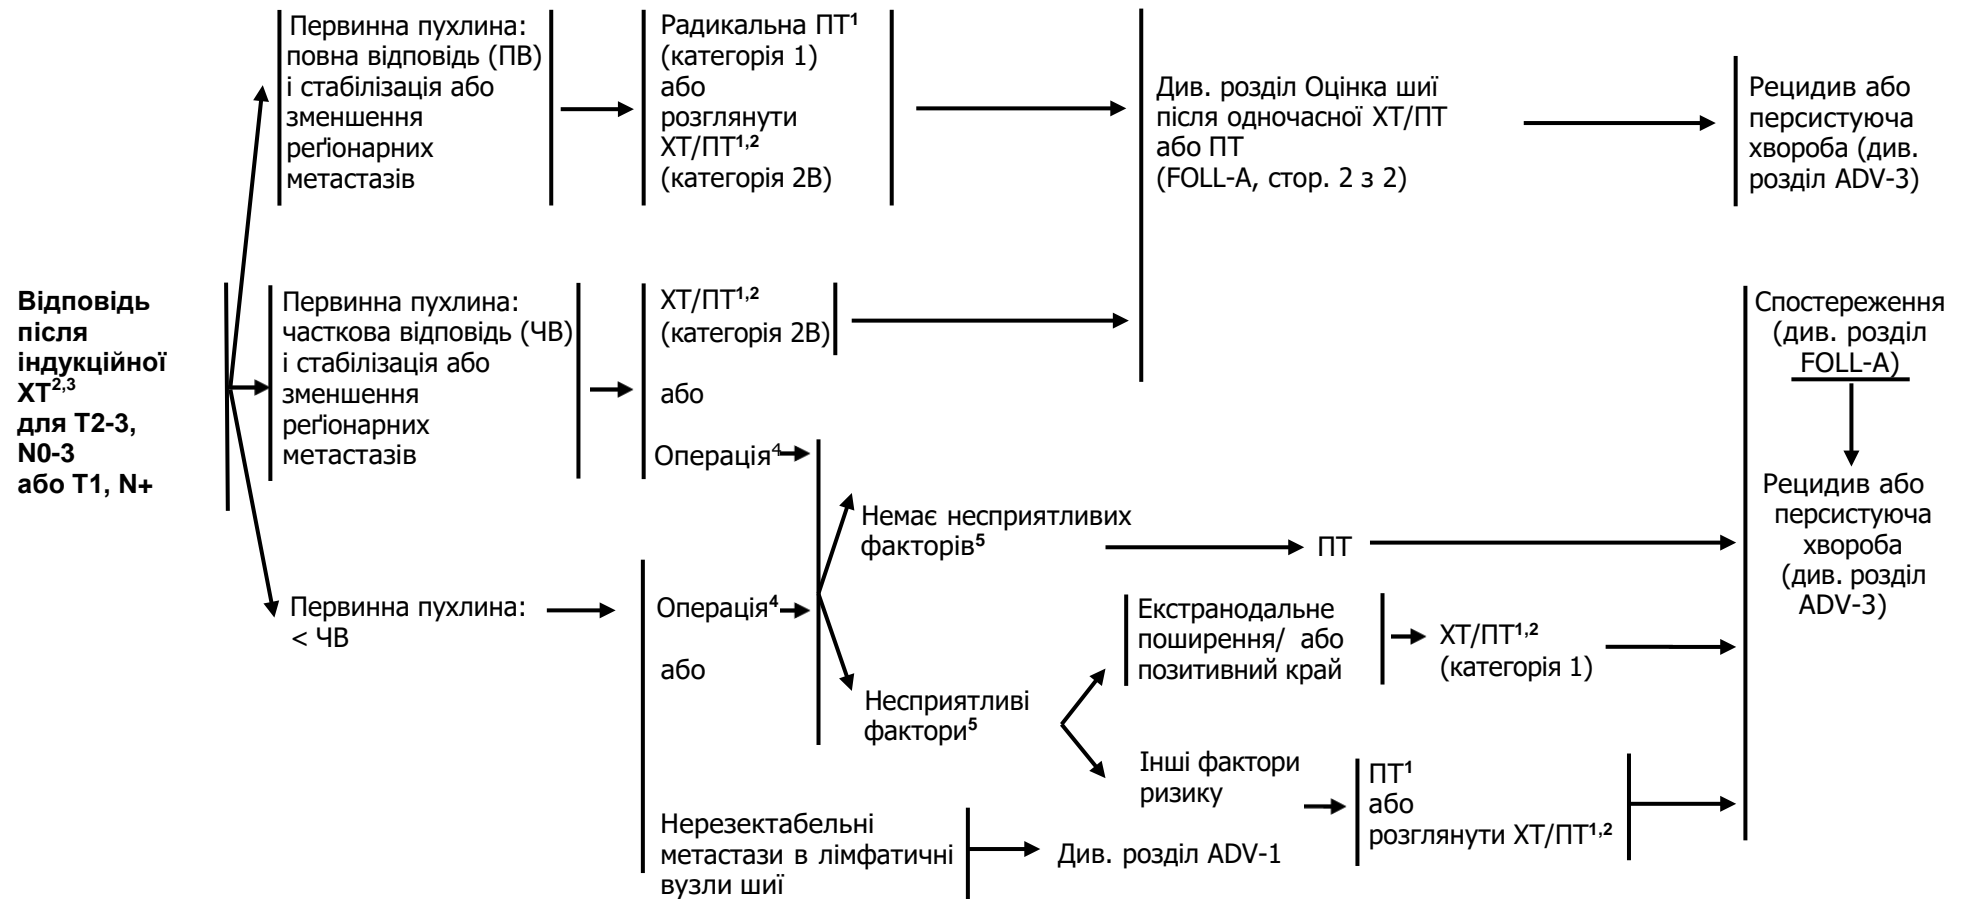 Відповідь
після
індукційної
ХТ2,3
для T2-3,
N0-3
або T1, N+
Первинна пухлина:
повна відповідь (ПВ)
і стабілізація або
зменшення
реґіонарних
метастазів
Радикальна ПТ1
(категорія 1)
або
розглянути
ХТ/ПТ1,2
(категорія 2B)
Див. розділ Оцінка шиї
після одночасної ХТ/ПТ
або ПТ
(FOLL-A, стор. 2 з 2)
Рецидив або
персистуюча
хвороба (див.
розділ ADV-3)
Первинна пухлина:
часткова відповідь (ЧВ)
і стабілізація або
зменшення
реґіонарних
метастазів
ХТ/ПТ1,2
(категорія 2B)
або
Операція4
Первинна пухлина:
< ЧВ
Операція4
або
Нерезектабельні
метастази в лімфатичні
вузли шиї
Див. розділ ADV-1
Немає несприятливих
факторів5
ПТ
Несприятливі
фактори5
Екстранодальне
поширення/ або
позитивний край
ХТ/ПТ1,2
(категорія 1)
Інші фактори
ризику
ПТ1
або
розглянути ХТ/ПТ1,2
Спостереження
(див. розділ
FOLL-A)
Рецидив або
персистуюча
хвороба
(див. розділ
ADV-3)